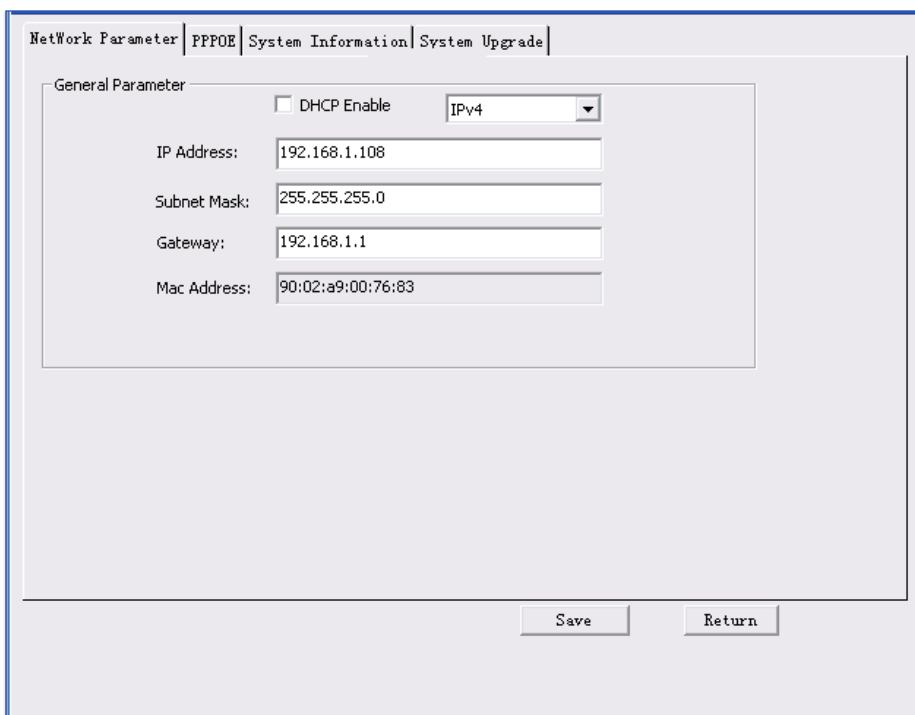 NetWork Parameter PPPOE System Information System Upgrade
General Parameter
DHCP Enable IPv4
IP Address: 192.168.1.108
Subnet Mask: 255.255.255.0
Gateway: 192.168.1.1
Mac Address: 90:02:a9:00:76:83
Save Return